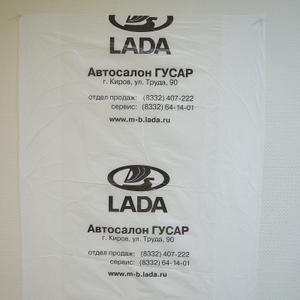 LADA
Автосалон ГУСАР
г. Киров, ул. Труда, 90
отдел продаж: (8332) 407-222
сервис: (8332) 64-14-01
www.m-b.lada.ru
LADA
Автосалон ГУСАР
г. Киров, ул. Труда, 90
отдел продаж: (8332) 407-222
сервис: (8332) 64-14-01
www.m-b.lada.ru